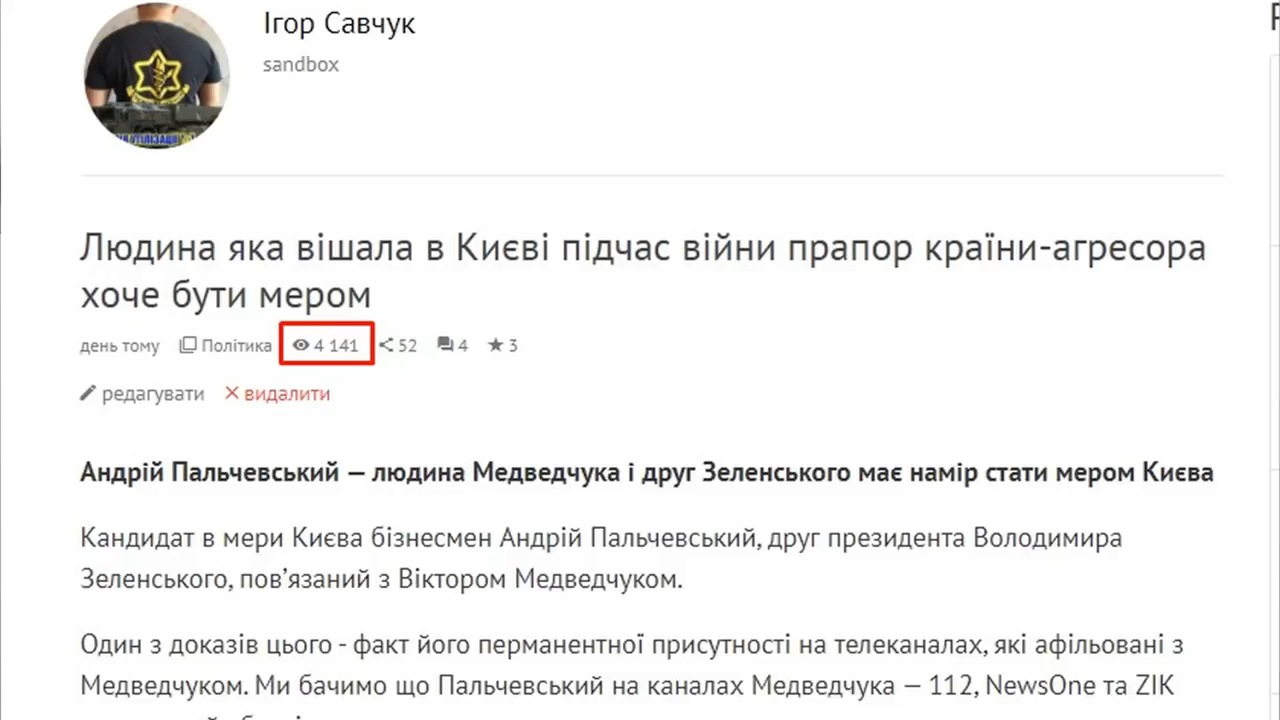 Ігор Савчук
sandbox
Людина яка вішала в Києві підчас війни прапор країни-агресора
хоче бути мером
день тому Політика 4 141 52 4 3
редагувати видалити
Андрій Пальчевський — людина Медведчука і друг Зеленського має намір стати мером Києва
Кандидат в мери Києва бізнесмен Андрій Пальчевський, друг президента Володимира
Зеленського, пов’язаний з Віктором Медведчуком.
Один з доказів цього - факт його перманентної присутності на телеканалах, які афільовані з
Медведчуком. Ми бачимо що Пальчевський на каналах Медведчука — 112, NewsOne та ZIK